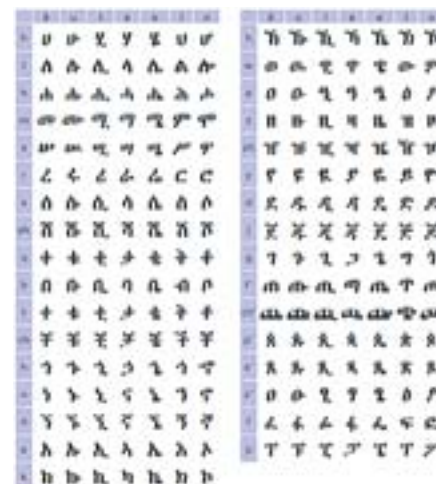 ሀ ሁ ሂ ሃ ሄ ህ ሆ
ለ ሉ ሊ ላ ሌ ል ሎ
ሐ ሑ ሒ ሓ ሔ ሕ ሖ
መ ሙ ሚ ማ ሜ ም ሞ
ሠ ሡ ሢ ሣ ሤ ሥ ሦ
ረ ሩ ሪ ራ ሬ ር ሮ
ሰ ሱ ሲ ሳ ሴ ስ ሶ
ሸ ሹ ሺ ሻ ሼ ሽ ሾ
ቀ ቁ ቂ ቃ ቄ ቅ ቆ
በ ቡ ቢ ባ ቤ ብ ቦ
ተ ቱ ቲ ታ ቴ ት ቶ
ቸ ቹ ቺ ቻ ቼ ች ቾ
ኀ ኁ ኂ ኃ ኄ ኅ ኆ
ነ ኑ ኒ ና ኔ ን ኖ
ኘ ኙ ኚ ኛ ኜ ኝ ኞ
አ ኡ ኢ ኣ ኤ እ ኦ
ከ ኩ ኪ ካ ኬ ክ ኮ
ኸ ኹ ኺ ኻ ኼ ኽ ኾ
ወ ዉ ዊ ዋ ዌ ው ዎ
ዐ ዑ ዒ ዓ ዔ ዕ ዖ
ዘ ዙ ዚ ዛ ዜ ዝ ዞ
ዠ ዡ ዢ ዣ ዤ ዥ ዦ
የ ዩ ዪ ያ ዬ ይ ዮ
ደ ዱ ዲ ዳ ዴ ድ ዶ
ጀ ጁ ጂ ጃ ጄ ጅ ጆ
ገ ጉ ጊ ጋ ጌ ግ ጎ
ጠ ጡ ጢ ጣ ጤ ጥ ጦ
ጨ ጩ ጪ ጫ ጬ ጭ ጮ
ጰ ጱ ጲ ጳ ጴ ጵ ጶ
ጸ ጹ ጺ ጻ ጼ ጽ ጾ
ፀ ፁ ፂ ፃ ፄ ፅ ፆ
ፈ ፉ ፊ ፋ ፌ ፍ ፎ
ፐ ፑ ፒ ፓ ፔ ፕ ፖ